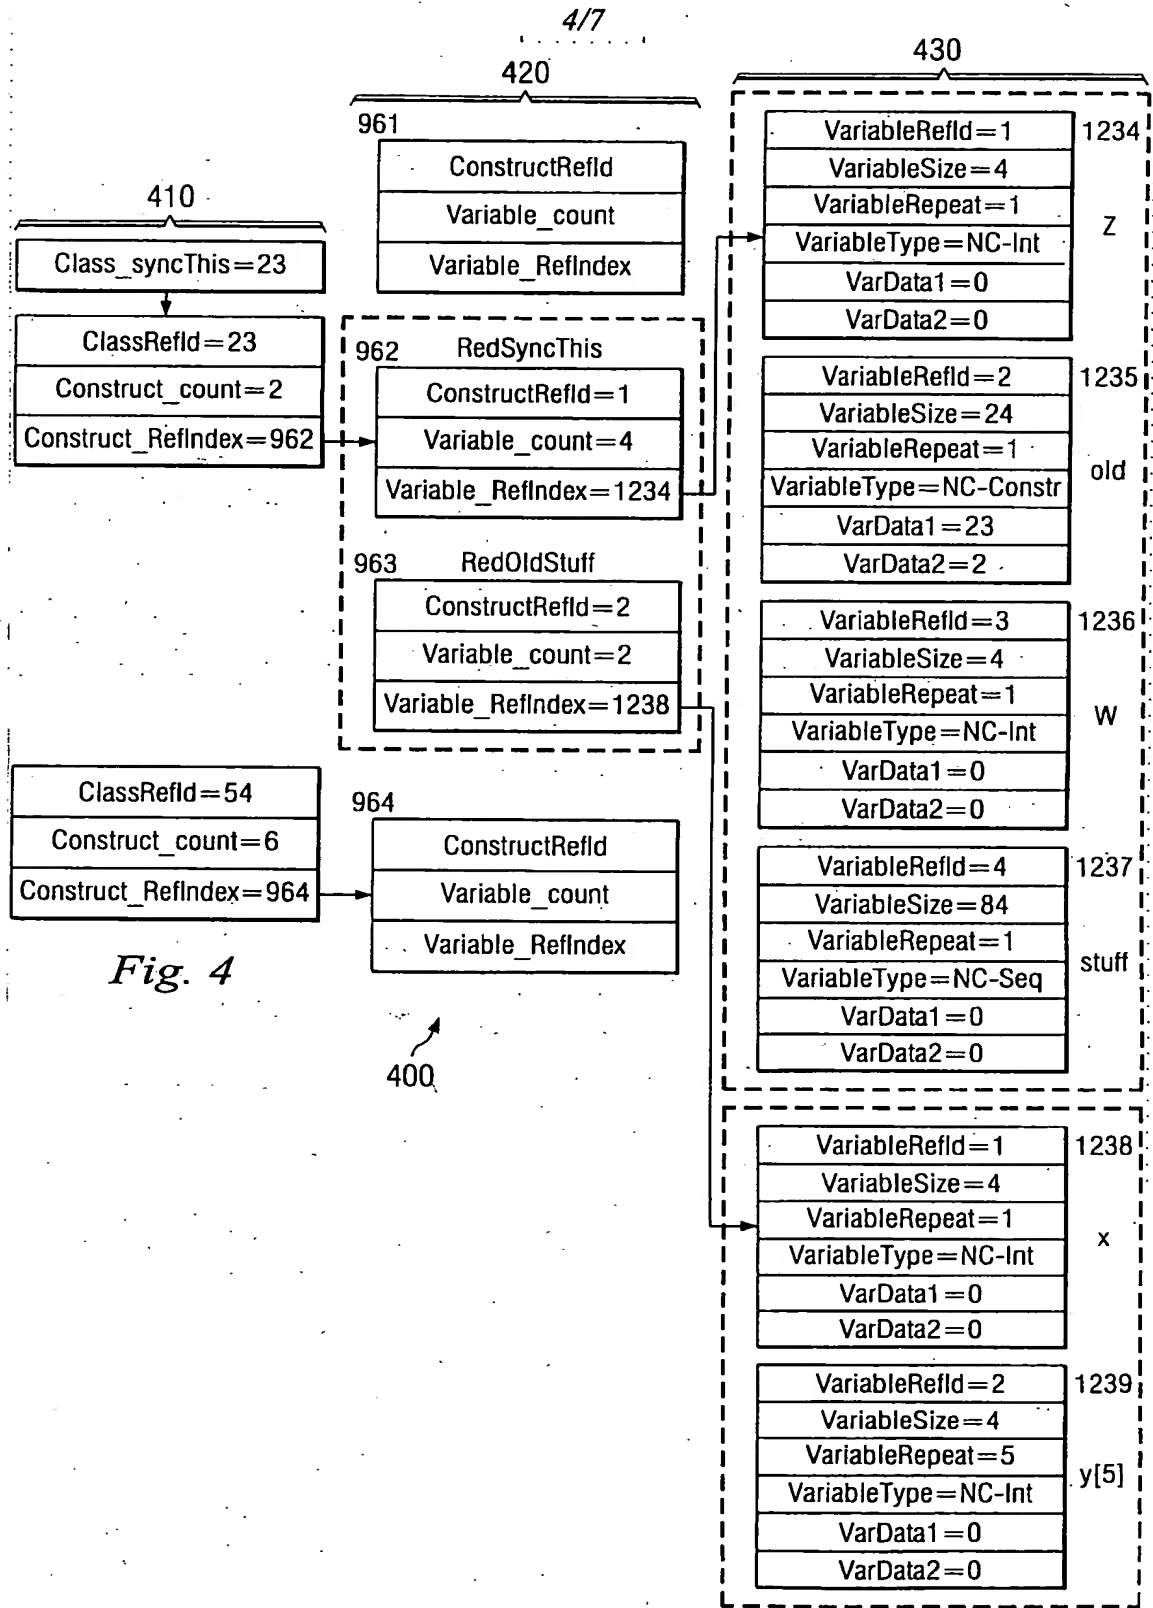 4/7
410
Class_syncThis=23
ClassRefId=23
Construct_count=2
Construct_RefIndex=962
ClassRefId=54
Construct_count=6
Construct_RefIndex=964
420
961
ConstructRefId
Variable_count
Variable_RefIndex
962 RedSyncThis
ConstructRefId=1
Variable_count=4
Variable_RefIndex=1234
963 RedOldStuff
ConstructRefId=2
Variable_count=2
Variable_RefIndex=1238
964
ConstructRefId
Variable_count
Variable_RefIndex
430
VariableRefId=1 1234
VariableSize=4
VariableRepeat=1
Z
VariableType=NC-Int
VarData1=0
VarData2=0
VariableRefId=2 1235
VariableSize=24
VariableRepeat=1
old
VariableType=NC-Constr
VarData1=23
VarData2=2
VariableRefId=3 1236
VariableSize=4
VariableRepeat=1
W
VariableType=NC-Int
VarData1=0
VarData2=0
VariableRefId=4 1237
VariableSize=84
VariableRepeat=1
stuff
VariableType=NC-Seq
VarData1=0
VarData2=0
VariableRefId=1 1238
VariableSize=4
VariableRepeat=1
x
VariableType=NC-Int
VarData1=0
VarData2=0
VariableRefId=2 1239
VariableSize=4
VariableRepeat=5
y[5]
VariableType=NC-Int
VarData1=0
VarData2=0
Fig. 4
400